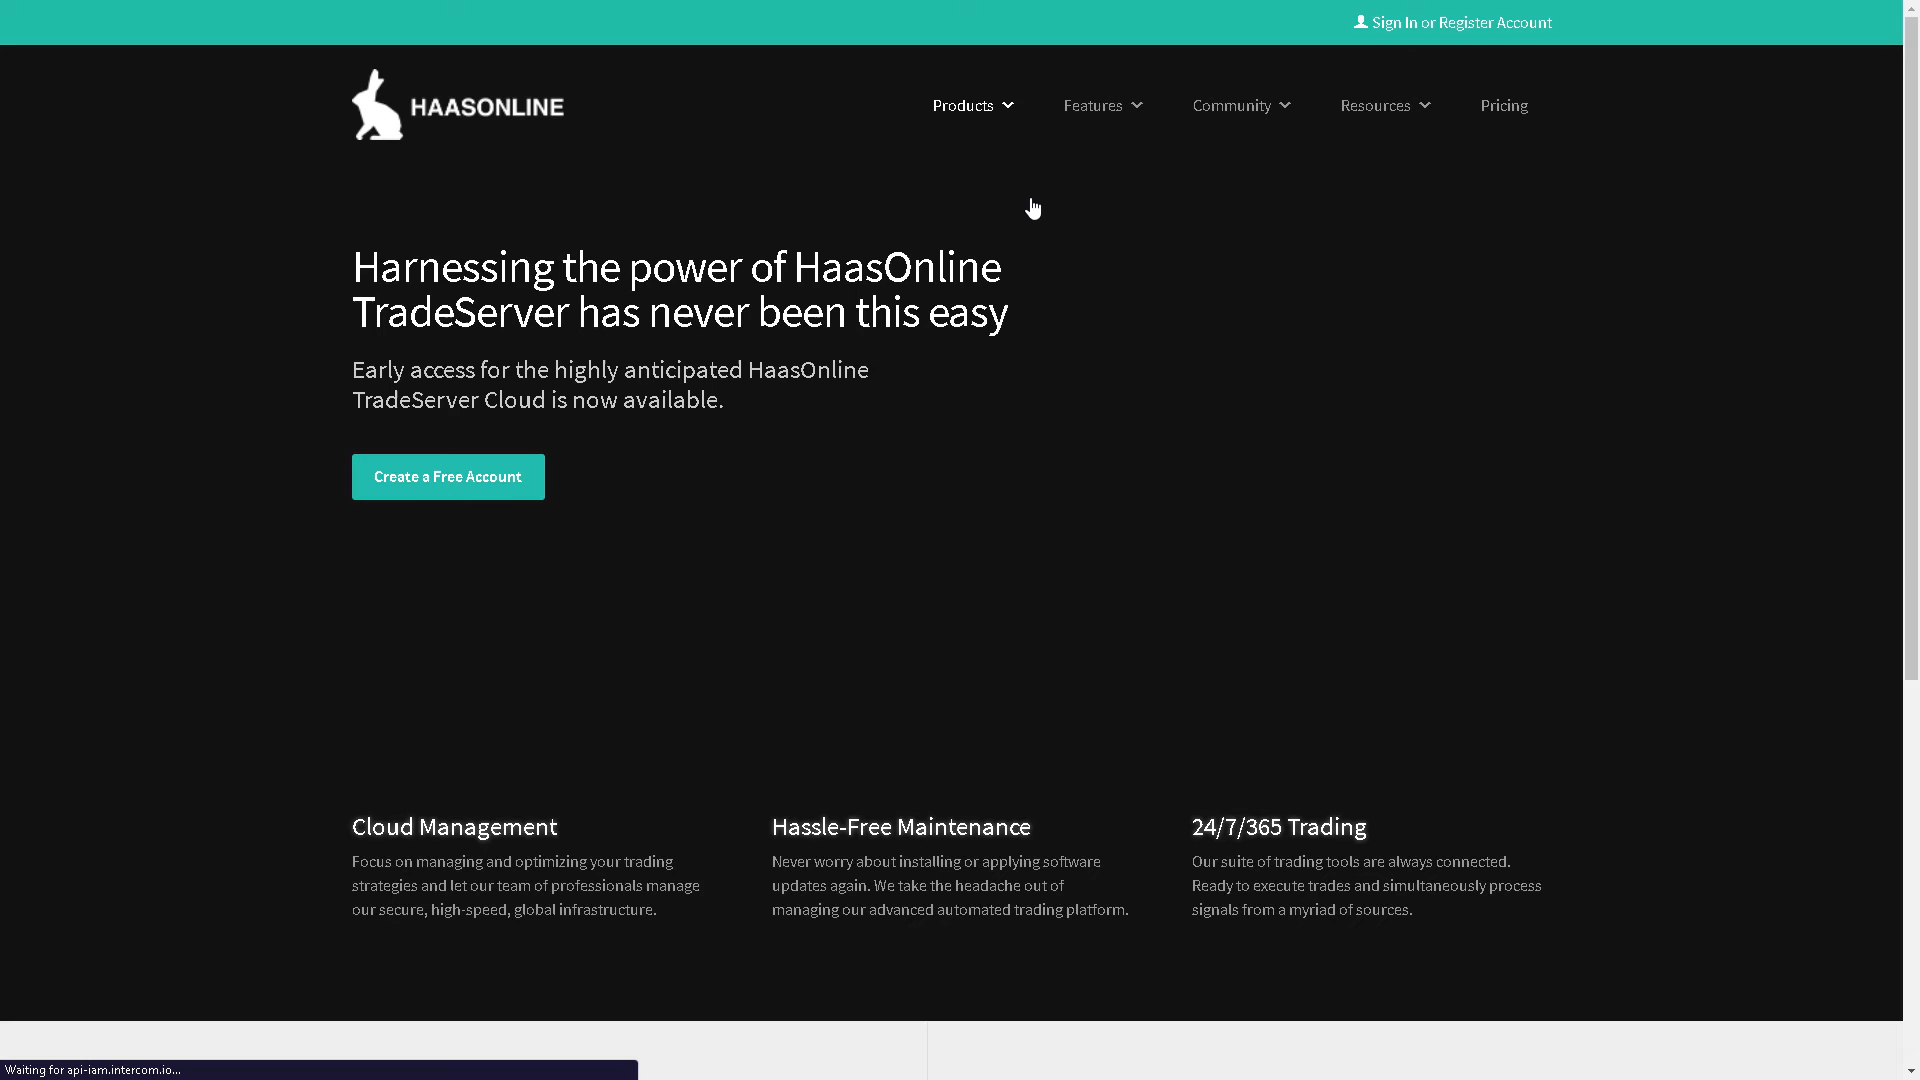 Sign In or Register Account
HAASONLINE
Products
Features
Community
Resources
Pricing
Harnessing the power of HaasOnline
TradeServer has never been this easy
Early access for the highly anticipated HaasOnline
TradeServer Cloud is now available.
Create a Free Account
Cloud Management
Focus on managing and optimizing your trading
strategies and let our team of professionals manage
our secure, high-speed, global infrastructure.
Hassle-Free Maintenance
Never worry about installing or applying software
updates again. We take the headache out of
managing our advanced automated trading platform.
24/7/365 Trading
Our suite of trading tools are always connected.
Ready to execute trades and simultaneously process
signals from a myriad of sources.
Waiting for api-iam.intercom.io...